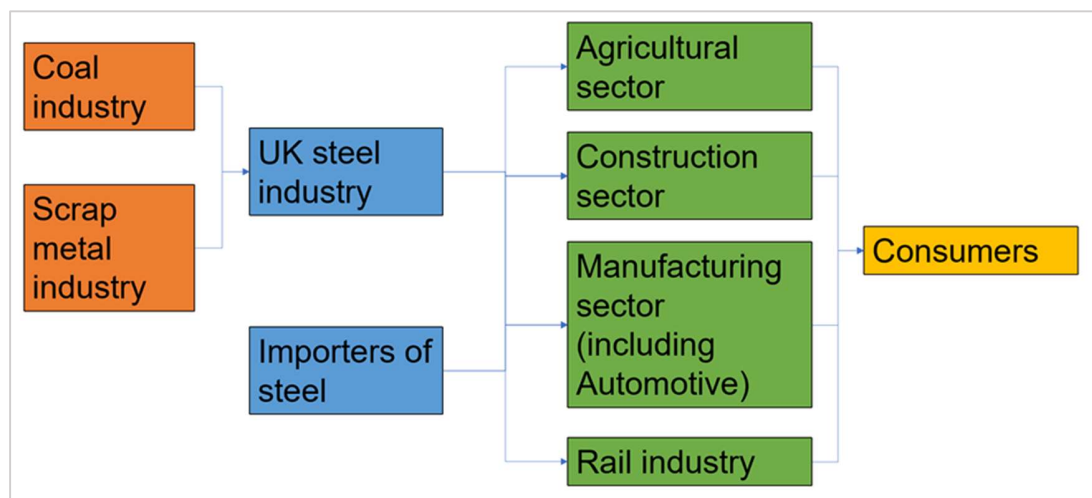 Coal
industry
Scrap
metal
industry
UK steel
industry
Importers of
steel
Agricultural
sector
Construction
sector
Manufacturing
sector
(including
Automotive)
Rail industry
Consumers